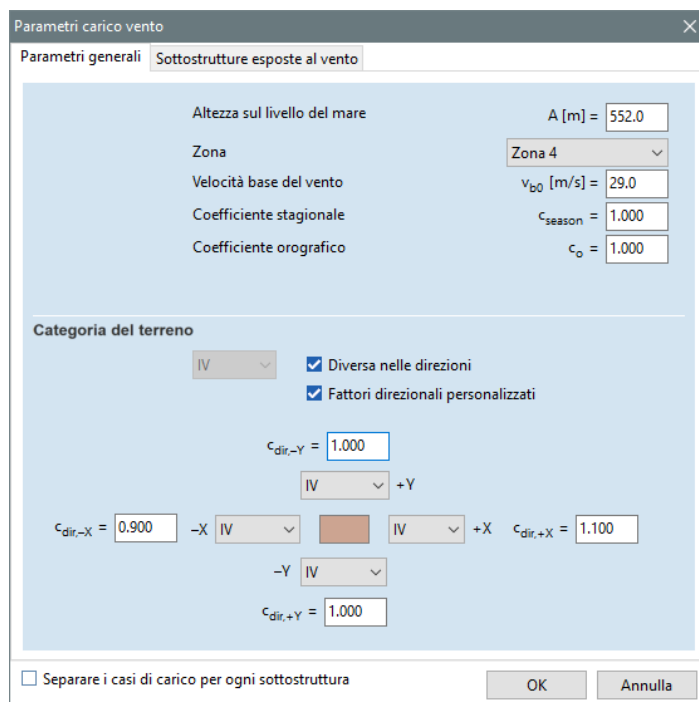 Parametri carico vento
Parametri generali Sottostrutture esposte al vento
Altezza sul livello del mare A [m] = 552.0
Zona Zona 4
Velocità base del vento vb0 [m/s] = 29.0
Coefficiente stagionale cseason = 1.000
Coefficiente orografico co = 1.000
Categoria del terreno
IV Diversa nelle direzioni
Fattori direzionali personalizzati
cdir,−Y = 1.000
IV +Y
cdir,−X = 0.900 −X IV IV +X cdir,+X = 1.100
−Y IV
cdir,+Y = 1.000
Separare i casi di carico per ogni sottostruttura OK Annulla